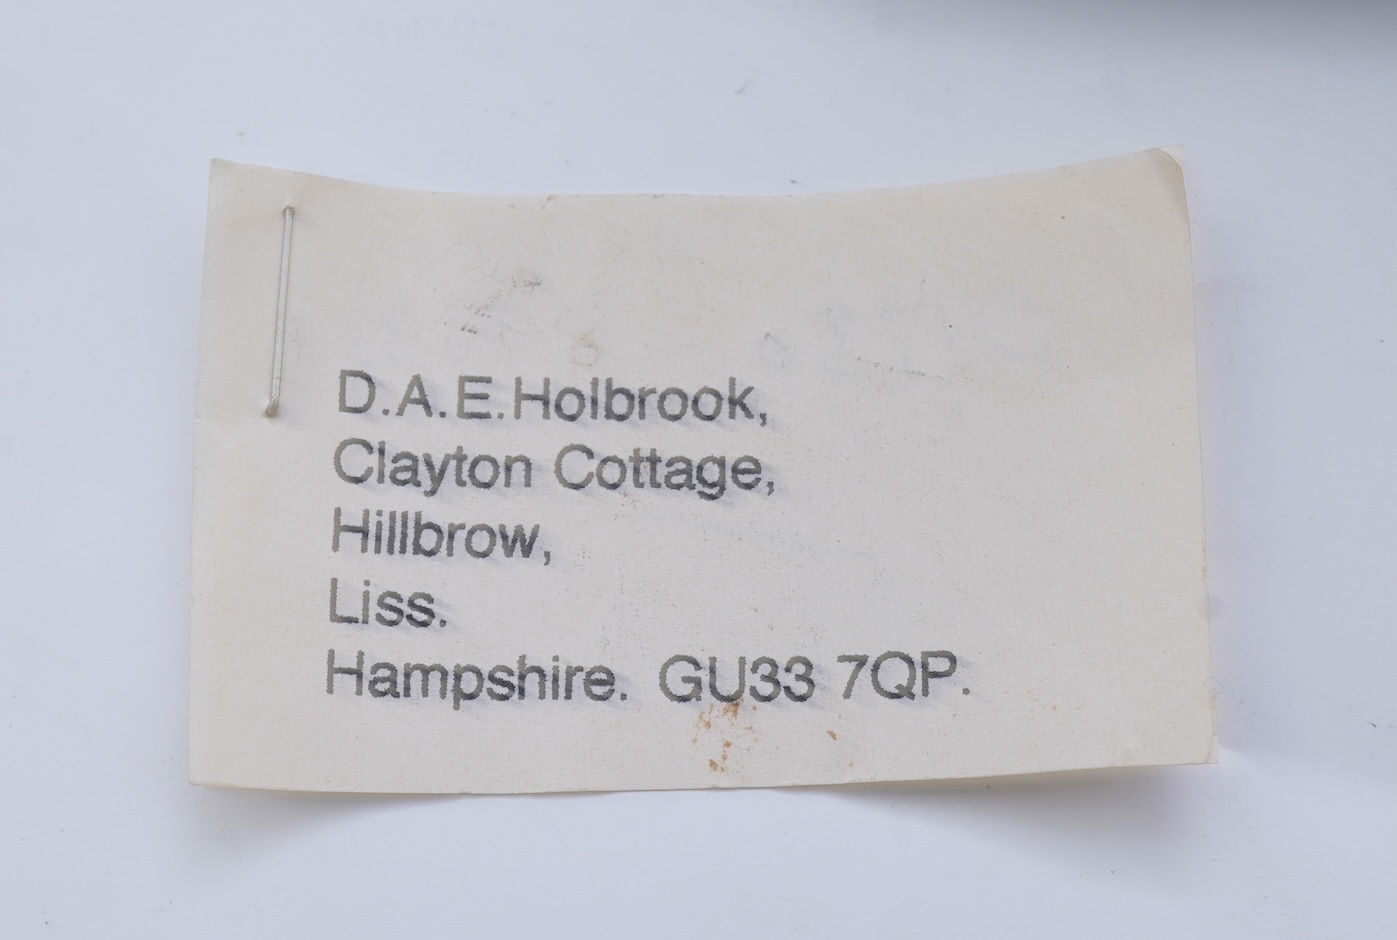 D.A.E.Holbrook,
Clayton Cottage,
Hillbrow,
Liss.
Hampshire. GU33 7QP.